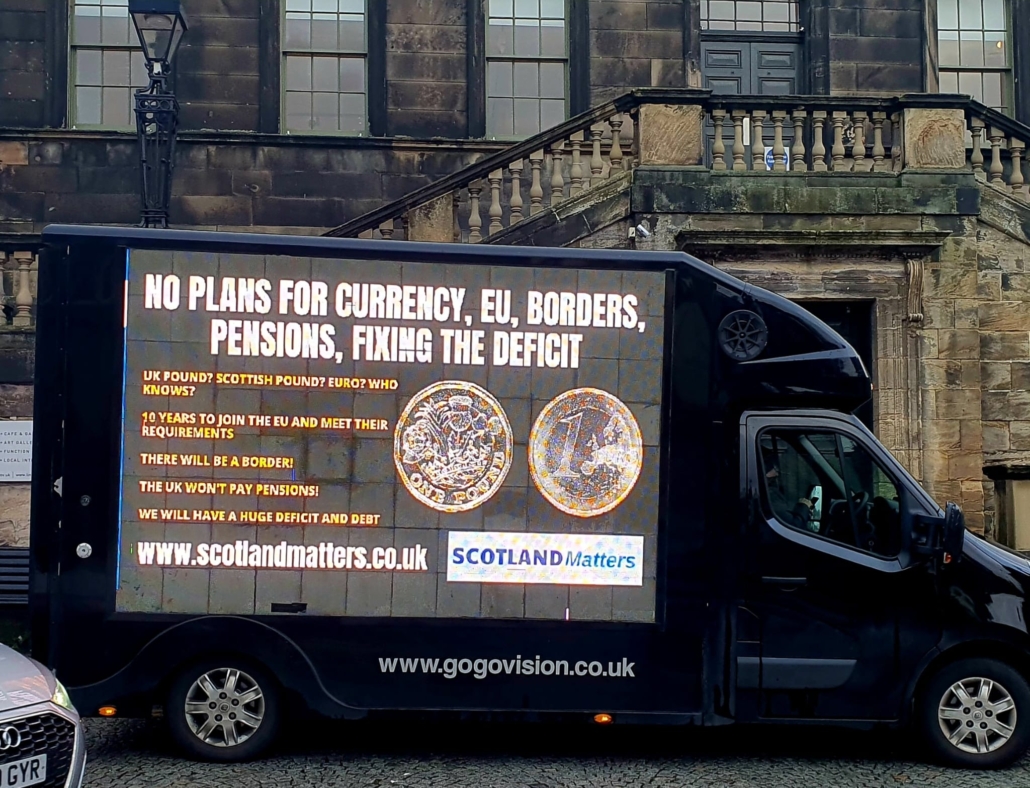 NO PLANS FOR CURRENCY, EU, BORDERS,
PENSIONS, FIXING THE DEFICIT
UK POUND? SCOTTISH POUND? EURO? WHO
KNOWS?
10 YEARS TO JOIN THE EU AND MEET THEIR
REQUIREMENTS
THERE WILL BE A BORDER!
THE UK WON'T PAY PENSIONS!
WE WILL HAVE A HUGE DEFICIT AND DEBT
ONE POUND
1
www.scotlandmatters.co.uk
SCOTLAND Matters
www.gogovision.co.uk
GYR